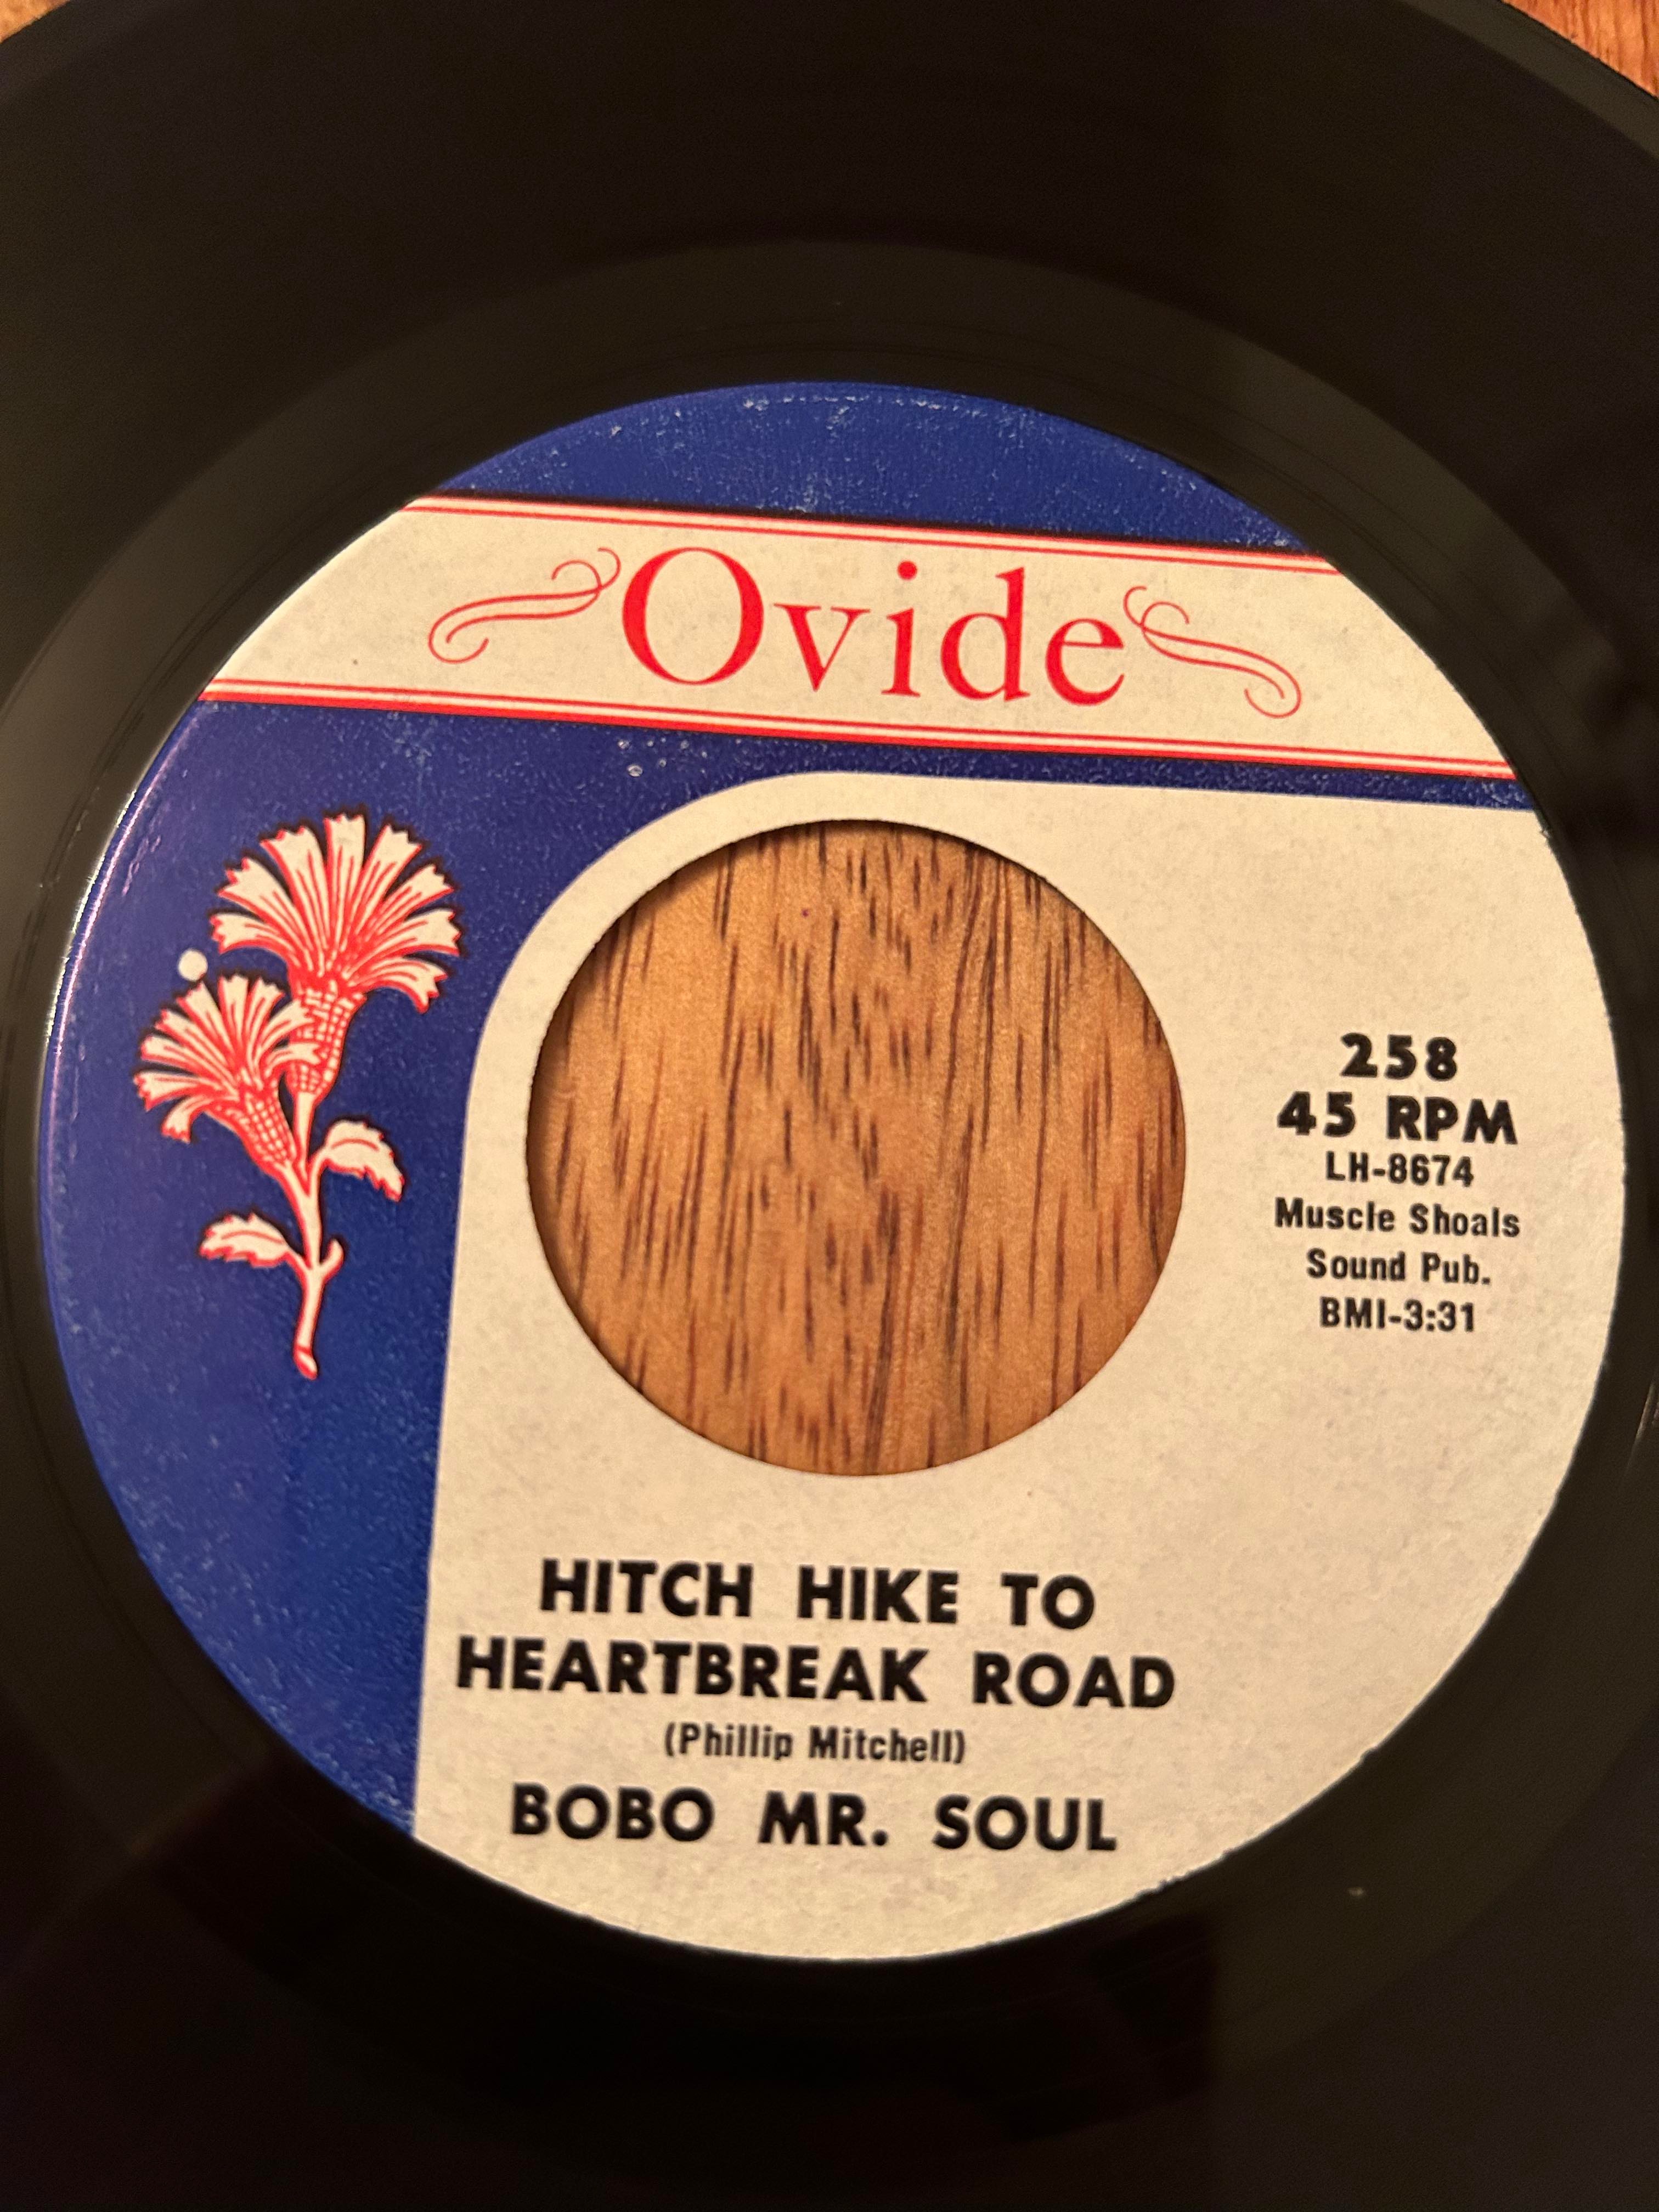 Ovide
258
45 RPM
LH-8674
Muscle Shoals
Sound Pub.
BMI-3:31
HITCH HIKE TO
HEARTBREAK ROAD
(Phillip Mitchell)
BOBO MR. SOUL